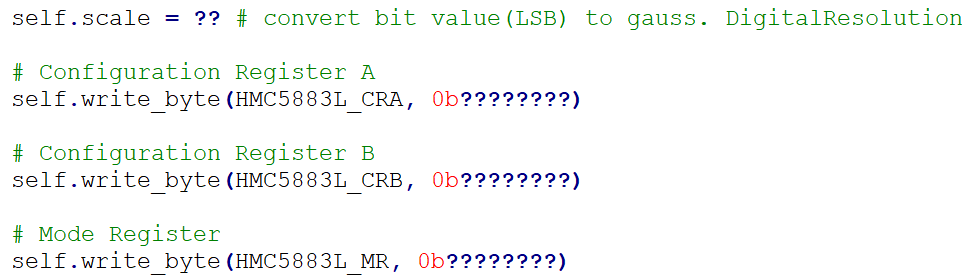 self.scale = ?? # convert bit value(LSB) to gauss. DigitalResolution
# Configuration Register A
self.write_byte(HMC5883L_CRA, 0b????????)
# Configuration Register B
self.write_byte(HMC5883L_CRB, 0b????????)
# Mode Register
self.write_byte(HMC5883L_MR, 0b????????)